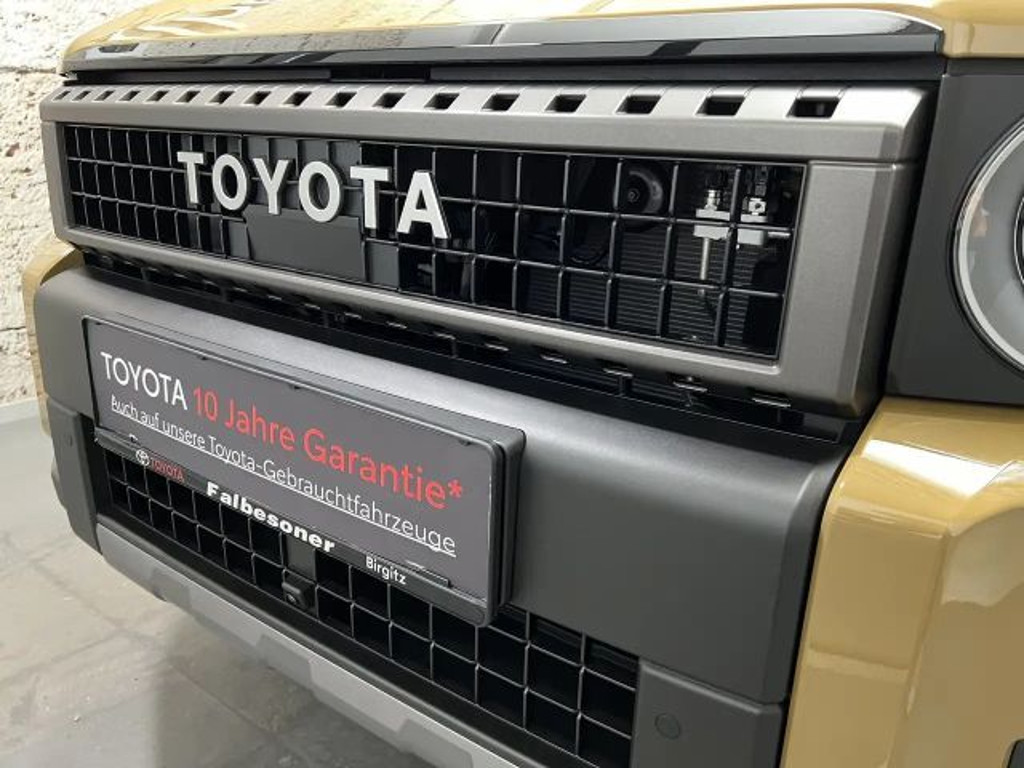 TOYOTA
TOYOTA 10 Jahre Garantie*
Auch auf unsere Toyota-Gebrauchtfahrzeuge
TOYOTA
Falbesoner
Birgitz